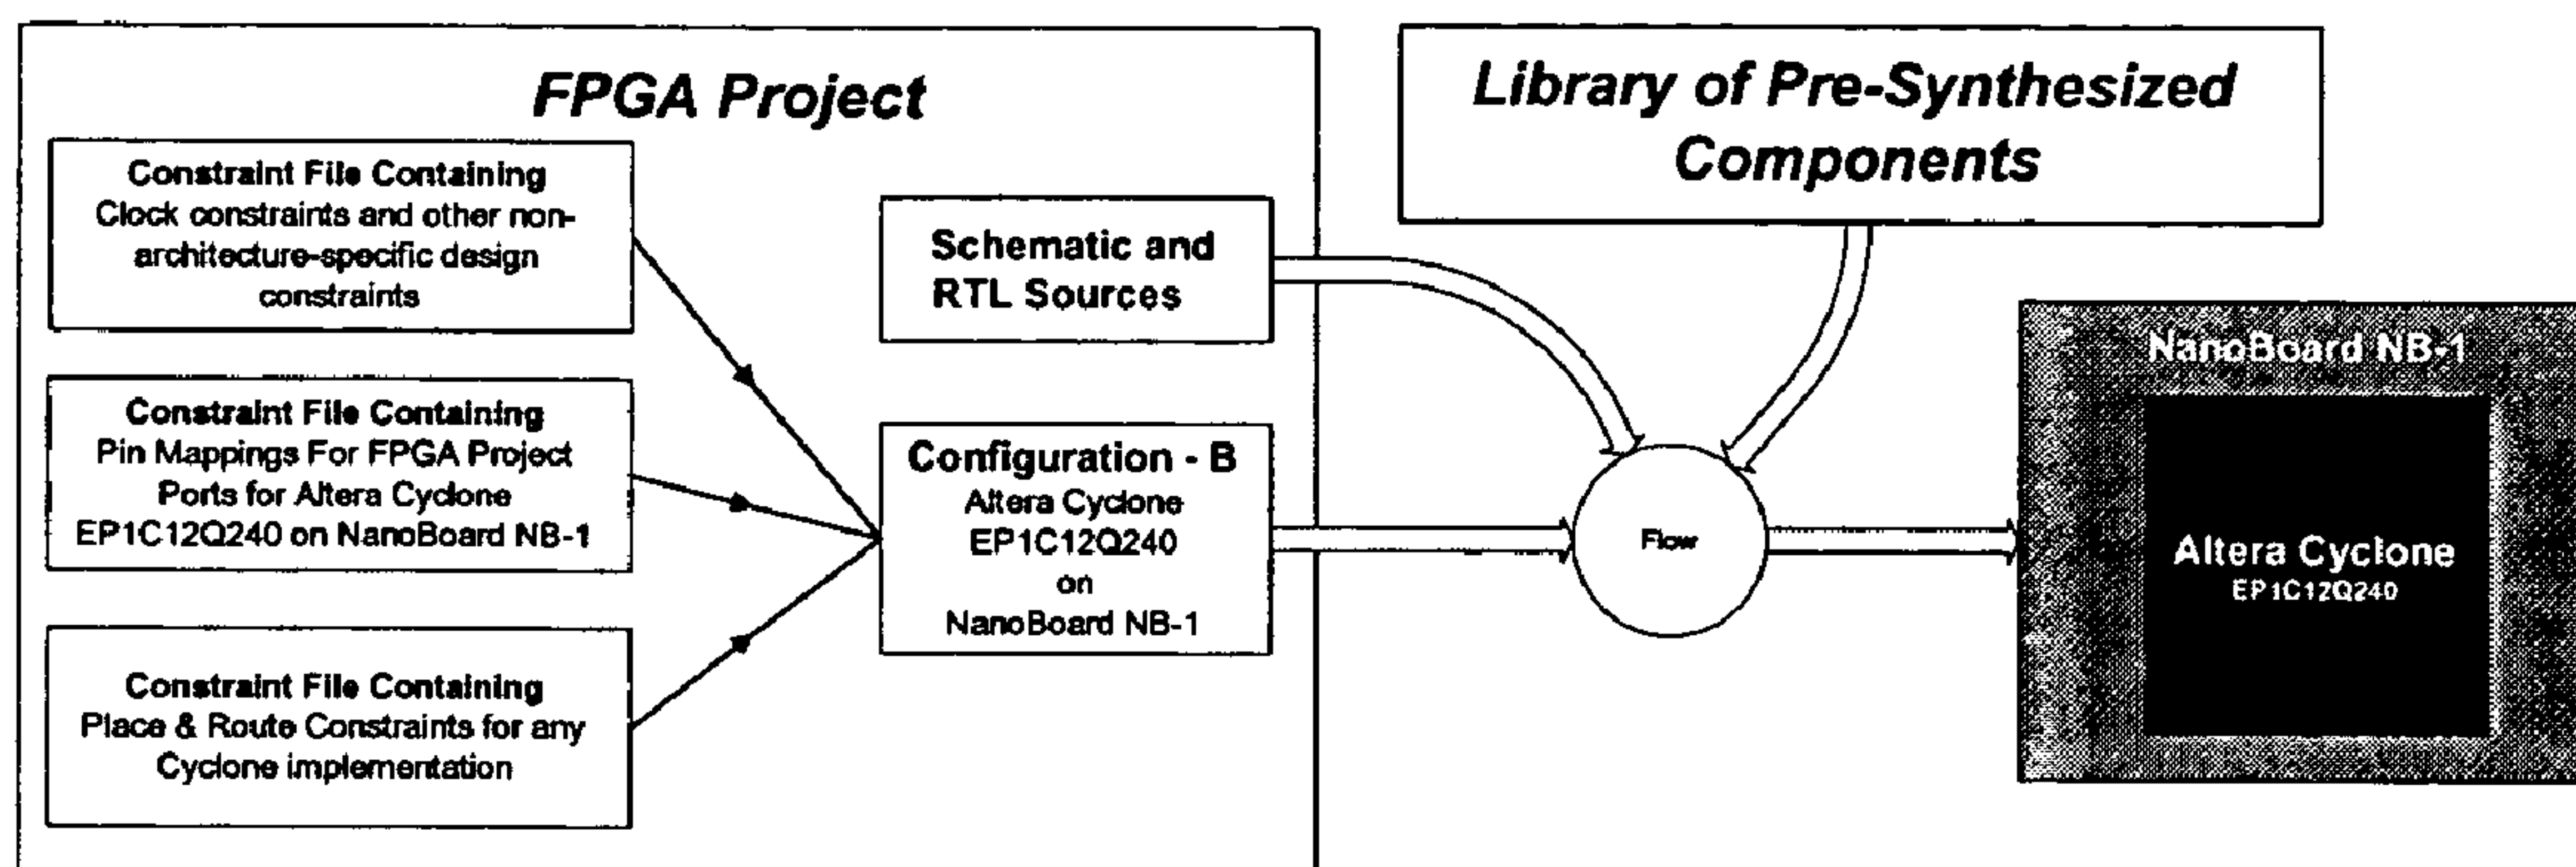 FPGA Project
Constraint File Containing
Clock constraints and other non-
architecture-specific design
constraints
Constraint File Containing
Pin Mappings For FPGA Project
Ports for Altera Cyclone
EP1C12Q240 on NanoBoard NB-1
Constraint File Containing
Place & Route Constraints for any
Cyclone implementation
Schematic and
RTL Sources
Configuration - B
Altera Cyclone
EP1C12Q240
on
NanoBoard NB-1
Library of Pre-Synthesized
Components
Flow
NanoBoard NB-1
Altera Cyclone
EP1C12Q240